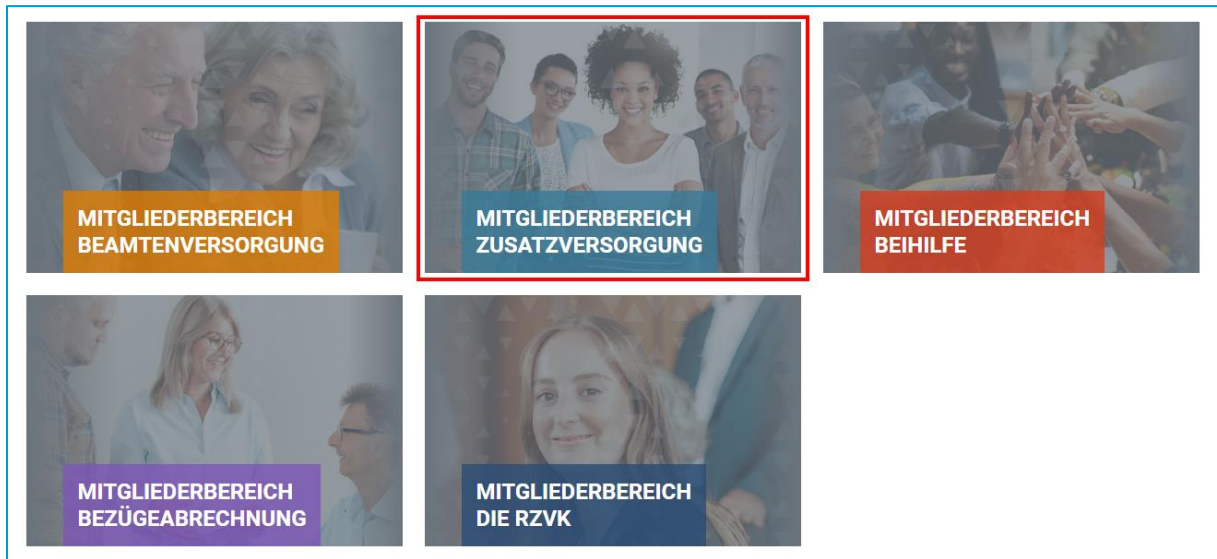 MITGLIEDERBEREICH
BEAMTENVERSORGUNG
MITGLIEDERBEREICH
ZUSATZVERSORGUNG
MITGLIEDERBEREICH
BEIHILFE
MITGLIEDERBEREICH
BEZÜGEABRECHNUNG
MITGLIEDERBEREICH
DIE RZVK